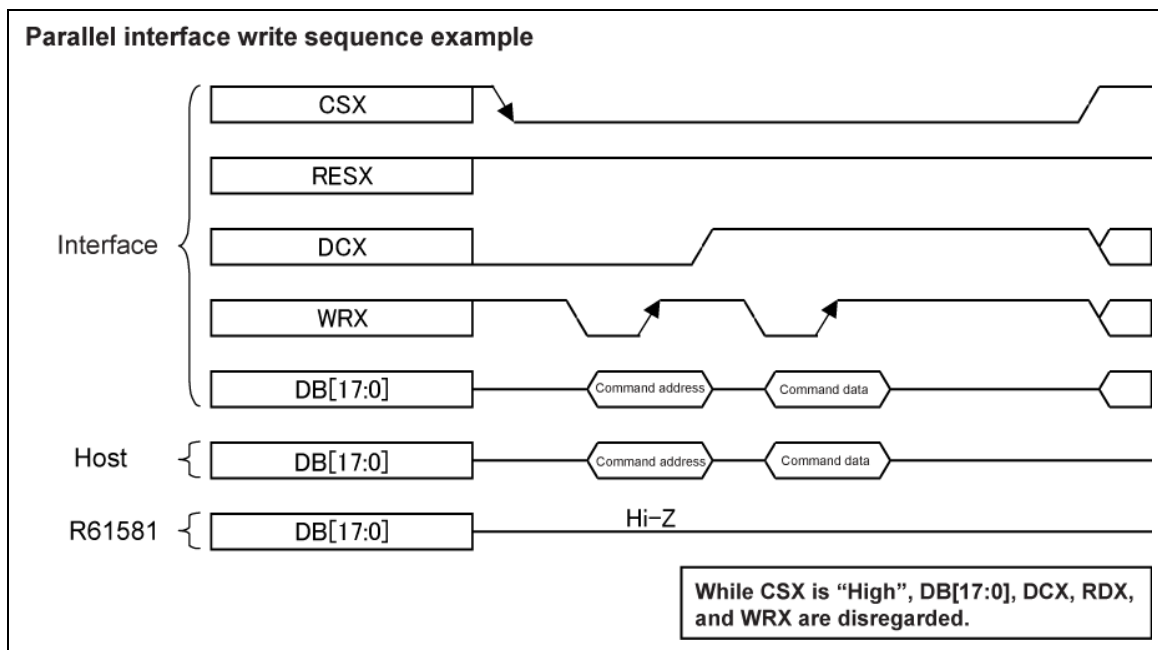 Parallel interface write sequence example
CSX
RESX
Interface
DCX
WRX
DB[17:0] Command address Command data
Host DB[17:0] Command address Command data
R61581 DB[17:0] Hi-Z
While CSX is “High”, DB[17:0], DCX, RDX,
and WRX are disregarded.